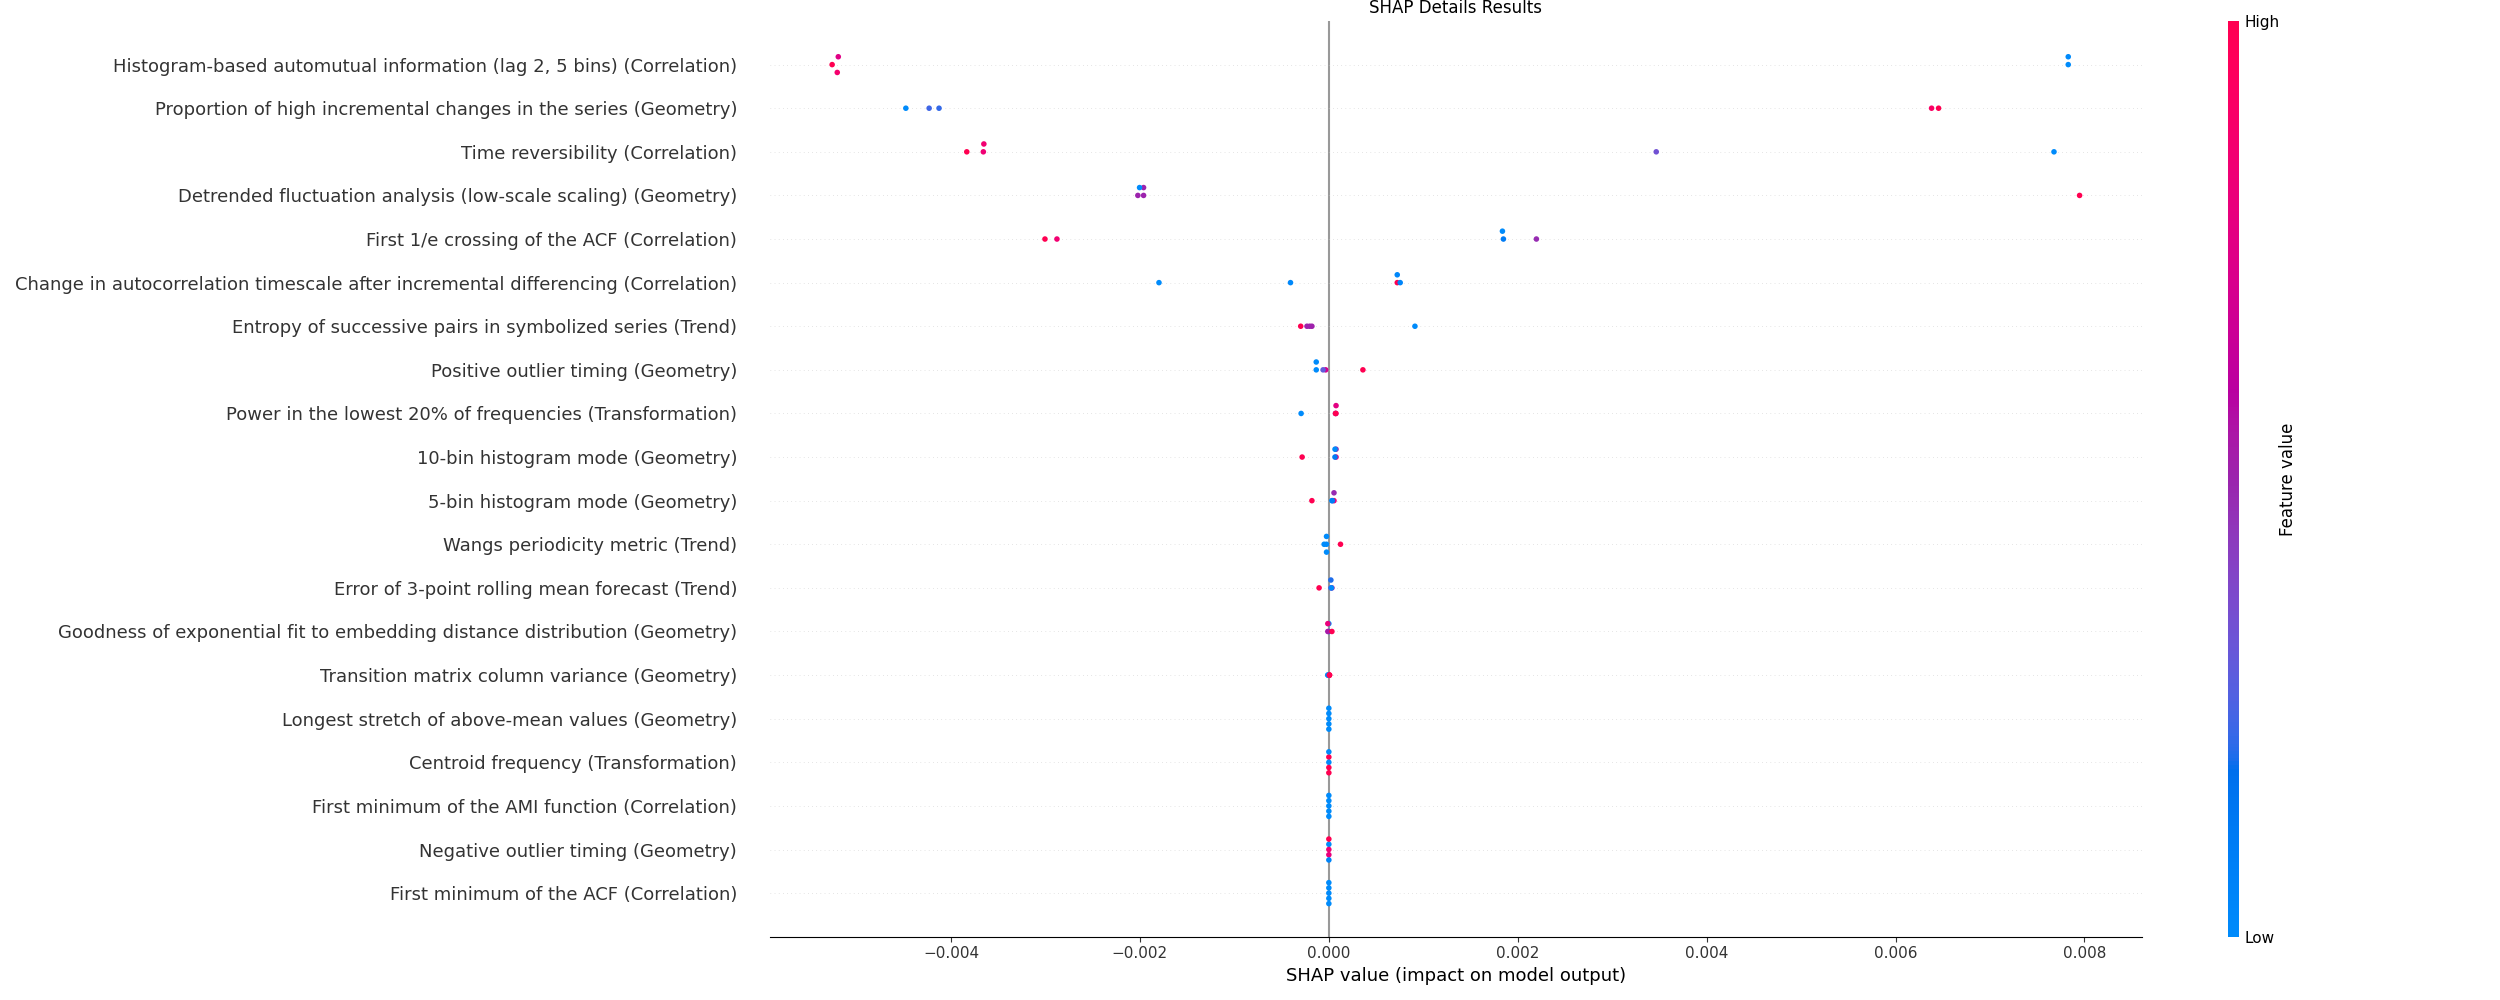 SHAP Details Results
High
Histogram-based automutual information (lag 2, 5 bins) (Correlation)
Proportion of high incremental changes in the series (Geometry)
Time reversibility (Correlation)
Detrended fluctuation analysis (low-scale scaling) (Geometry)
First 1/e crossing of the ACF (Correlation)
Change in autocorrelation timescale after incremental differencing (Correlation)
Entropy of successive pairs in symbolized series (Trend)
Positive outlier timing (Geometry)
Power in the lowest 20% of frequencies (Transformation)
10-bin histogram mode (Geometry)
5-bin histogram mode (Geometry)
Wangs periodicity metric (Trend)
Error of 3-point rolling mean forecast (Trend)
Goodness of exponential fit to embedding distance distribution (Geometry)
Transition matrix column variance (Geometry)
Longest stretch of above-mean values (Geometry)
Centroid frequency (Transformation)
First minimum of the AMI function (Correlation)
Negative outlier timing (Geometry)
First minimum of the ACF (Correlation)
Feature value
Low
−0.004 −0.002 0.000 0.002 0.004 0.006 0.008
SHAP value (impact on model output)